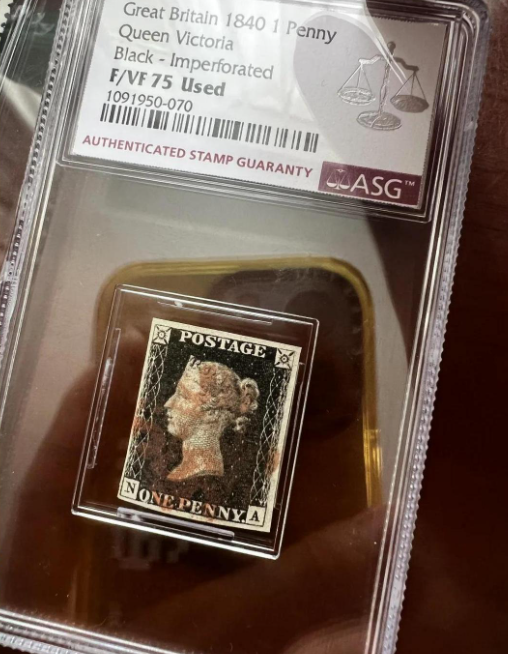 Great Britain 1840 1 Penny
Queen Victoria
Black - Imperforated
F/VF 75 Used
1091950-070
AUTHENTICATED STAMP GUARANTY
ASG™
POSTAGE
N ONE PENNY. A